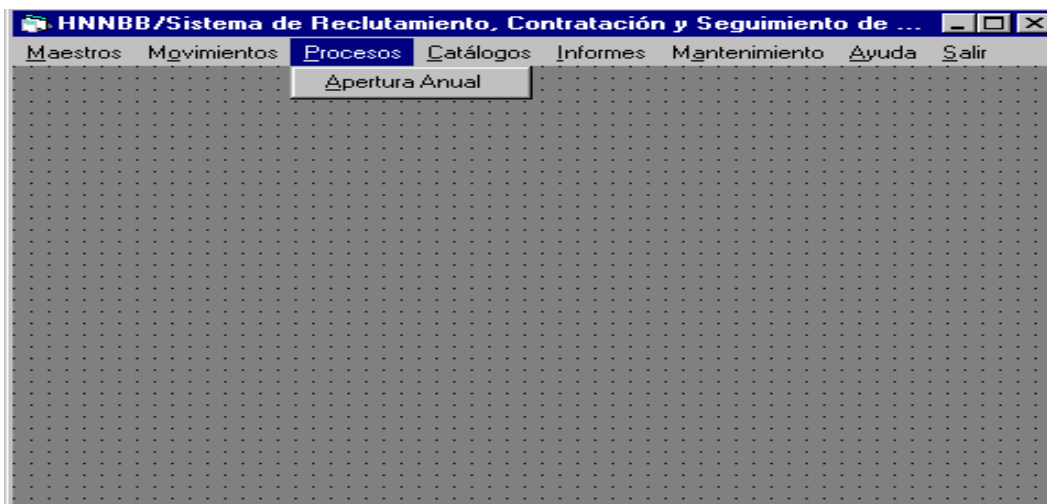 HNNBB/Sistema de Reclutamiento, Contratación y Seguimiento de ...
Maestros Movimientos Procesos Catálogos Informes Mantenimiento Ayuda Salir
Apertura Anual